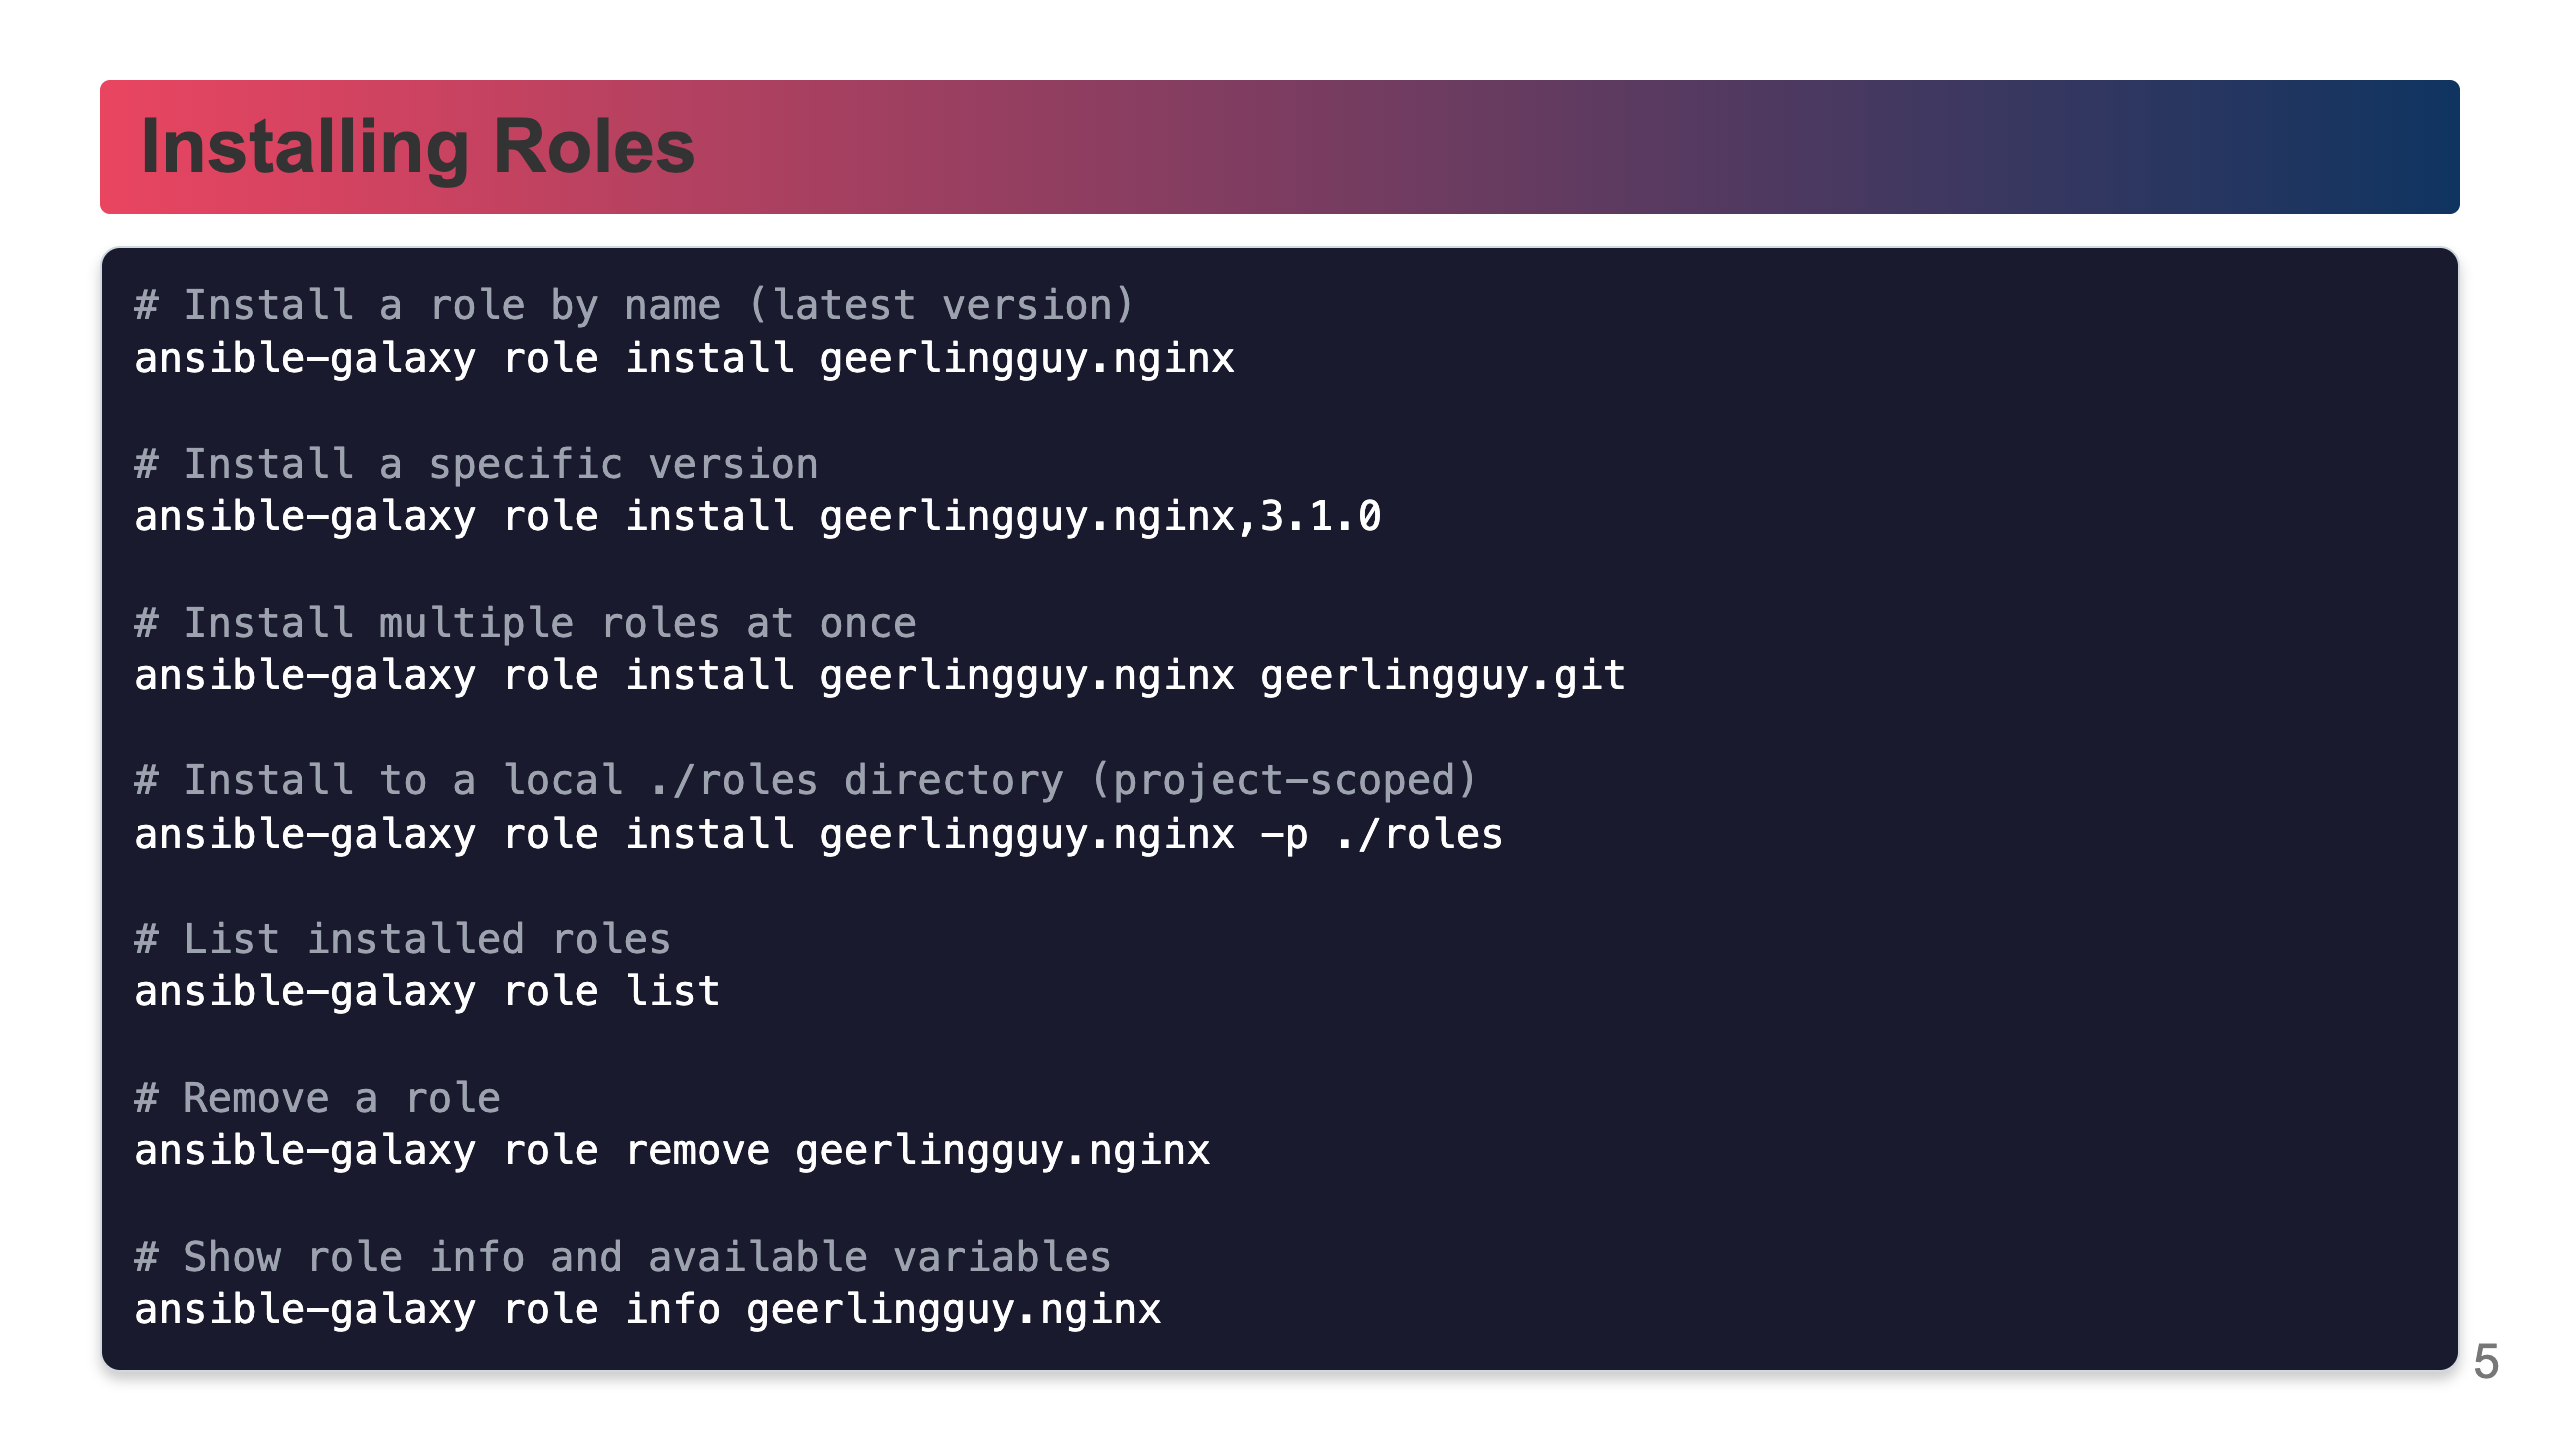 Installing Roles
# Install a role by name (latest version)
ansible-galaxy role install geerlingguy.nginx
# Install a specific version
ansible-galaxy role install geerlingguy.nginx,3.1.0
# Install multiple roles at once
ansible-galaxy role install geerlingguy.nginx geerlingguy.git
# Install to a local ./roles directory (project-scoped)
ansible-galaxy role install geerlingguy.nginx -p ./roles
# List installed roles
ansible-galaxy role list
# Remove a role
ansible-galaxy role remove geerlingguy.nginx
# Show role info and available variables
ansible-galaxy role info geerlingguy.nginx
5